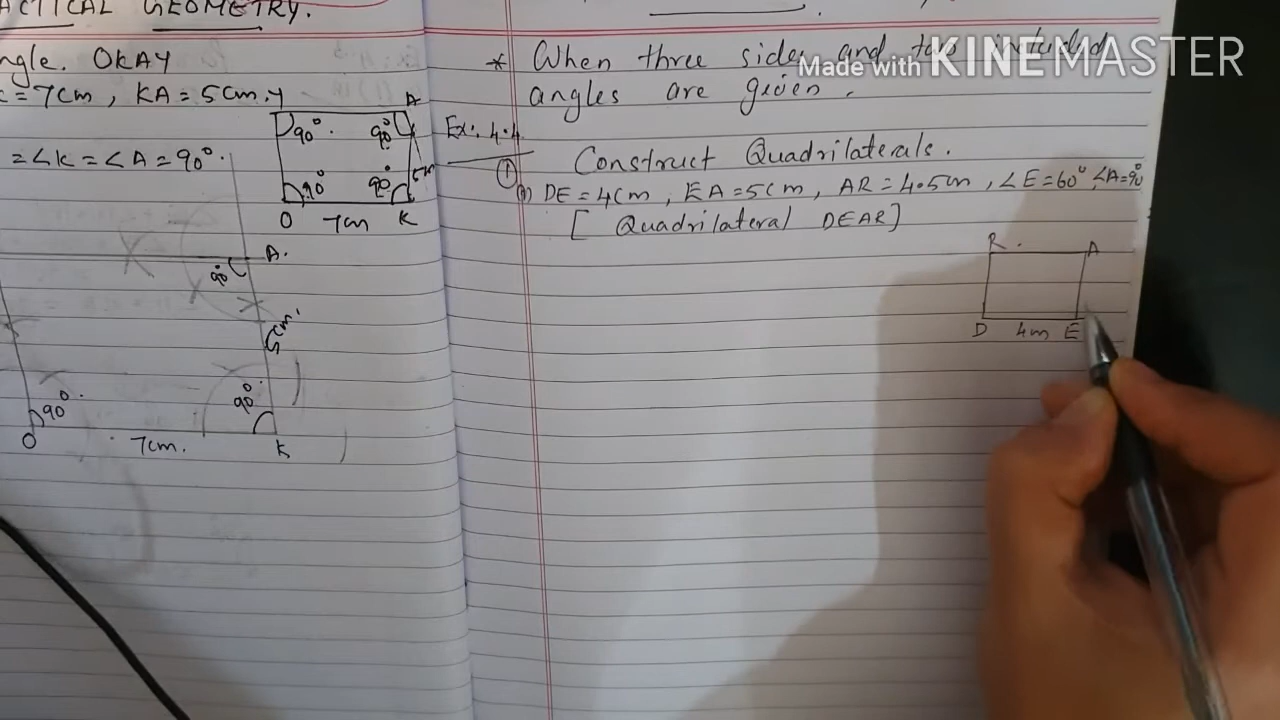 GEOMETRY.
OKAY
= 7cm, KA = 5cm.
= ∠K = ∠A = 90°.
A
90°. 90°
5cm
90° 90°
O 7cm K
A.
90°
5cm.
90°. 90°.
O 7cm. K
* When three sides and two included
angles are given.
Ex: 4.4
① Construct Quadrilaterals.
DE = 4cm, EA = 5cm, AR = 4.5cm, ∠E = 60°, ∠A = 90°
[Quadrilateral DEAR]
R. A
D 4cm E
Made with KINEMASTER